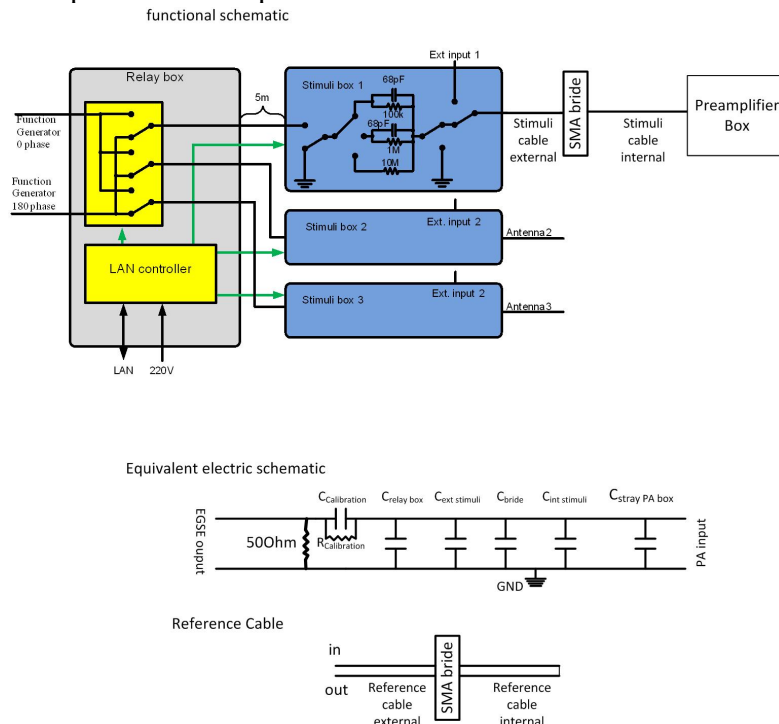 functional schematic
Relay box
Function
Generator
0 phase
Function
Generator
180 phase
LAN controller
LAN
220V
5m
Stimuli box 1
68pF
100k
68pF
1M
10M
Ext input 1
Stimuli box 2
Ext. input 2
Antenna2
Stimuli box 3
Ext. input 2
Antenna3
Stimuli
cable
external
SMA bride
Stimuli
cable
internal
Preamplifier
Box
Equivalent electric schematic
EGSE ouput
50Ohm
CCalibration
RCalibration
Crelay box
Cext stimuli
Cbride
Cint stimuli
Cstray PA box
GND
PA input
Reference Cable
in
out
Reference
cable
external
SMA bride
Reference
cable
internal